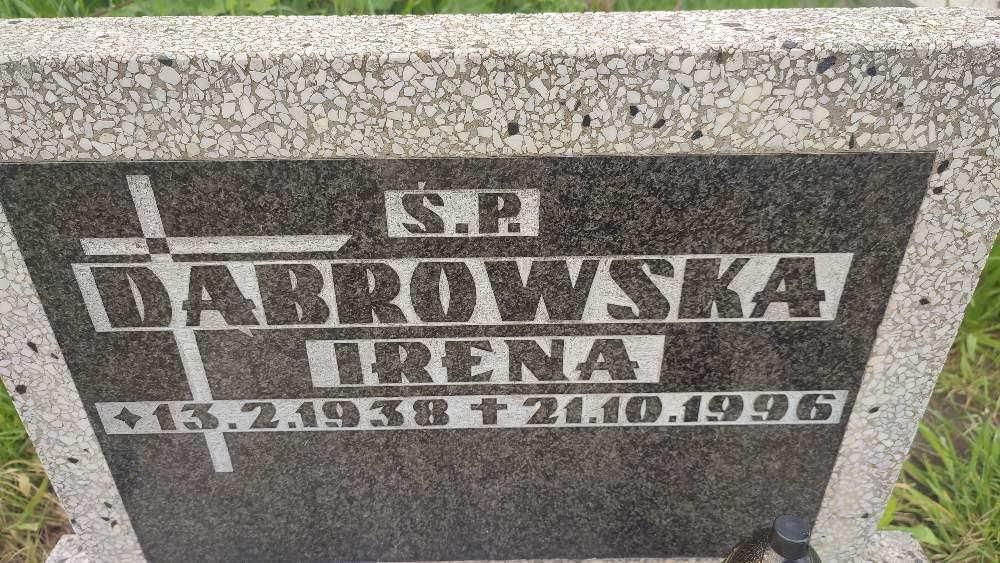 Ś.P.
DĄBROWSKA
IRENA
✦13.2.1938 ✝21.10.1996